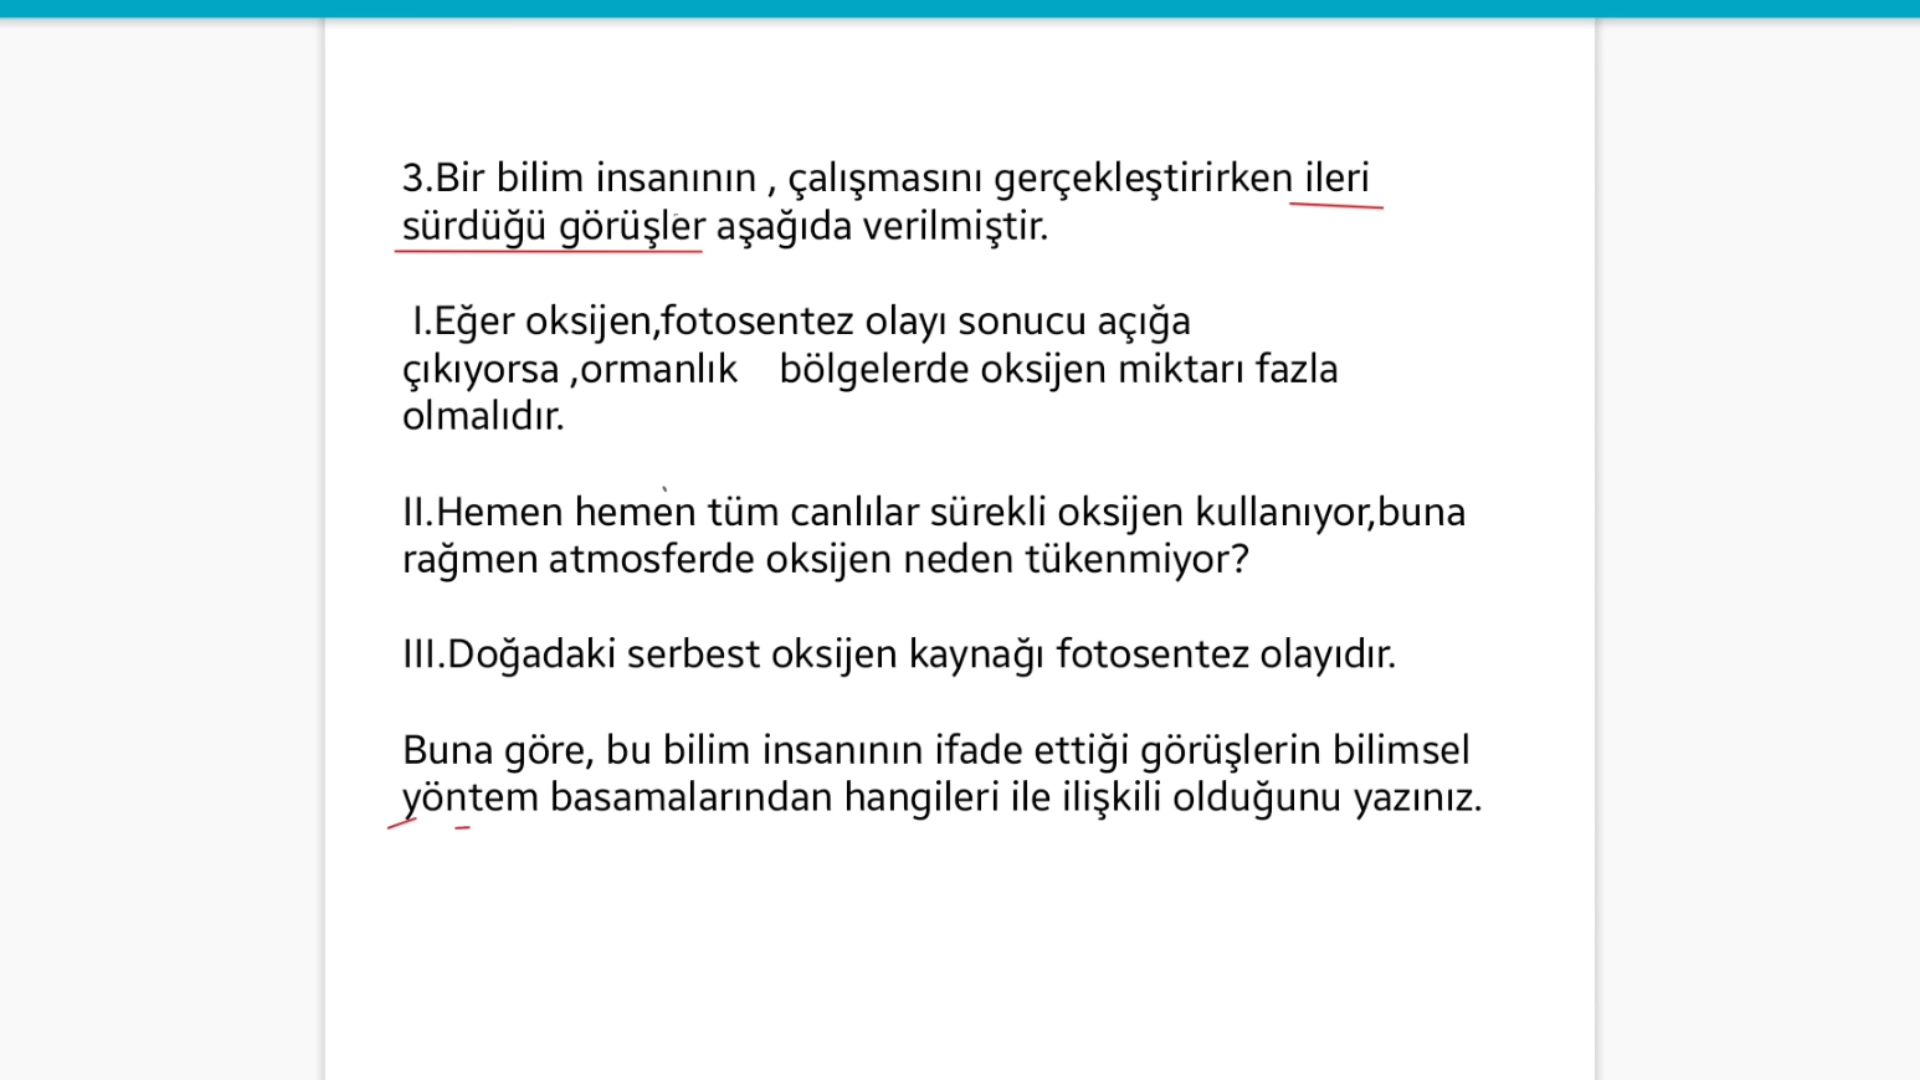 3.Bir bilim insanının , çalışmasını gerçekleştirirken ileri
sürdüğü görüşler aşağıda verilmiştir.
I.Eğer oksijen,fotosentez olayı sonucu açığa
çıkıyorsa ,ormanlık bölgelerde oksijen miktarı fazla
olmalıdır.
II.Hemen hemen tüm canlılar sürekli oksijen kullanıyor,buna
rağmen atmosferde oksijen neden tükenmiyor?
III.Doğadaki serbest oksijen kaynağı fotosentez olayıdır.
Buna göre, bu bilim insanının ifade ettiği görüşlerin bilimsel
yöntem basamalarından hangileri ile ilişkili olduğunu yazınız.